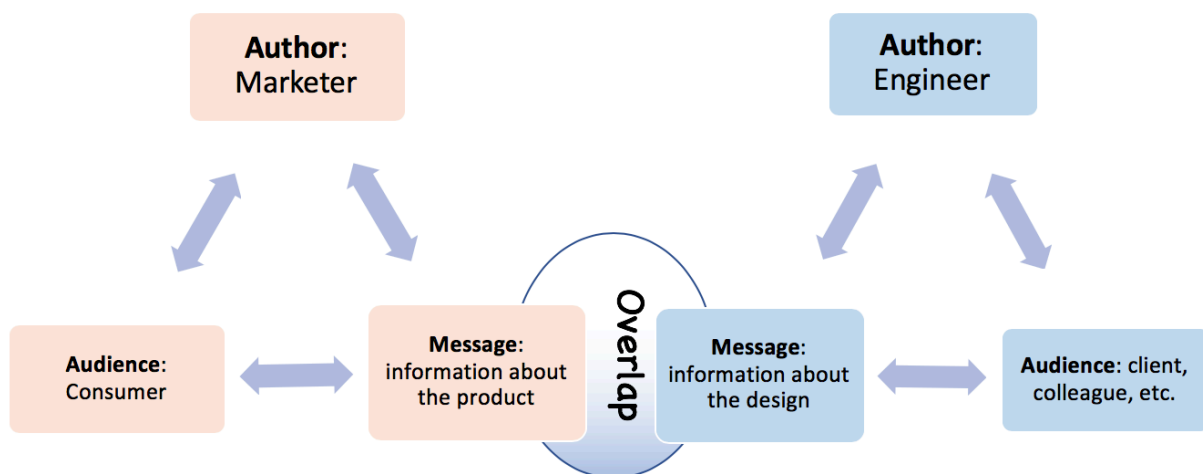 Author:
Marketer
Author:
Engineer
Audience:
Consumer
Message:
information about
the product
Overlap
Message:
information about
the design
Audience: client,
colleague, etc.